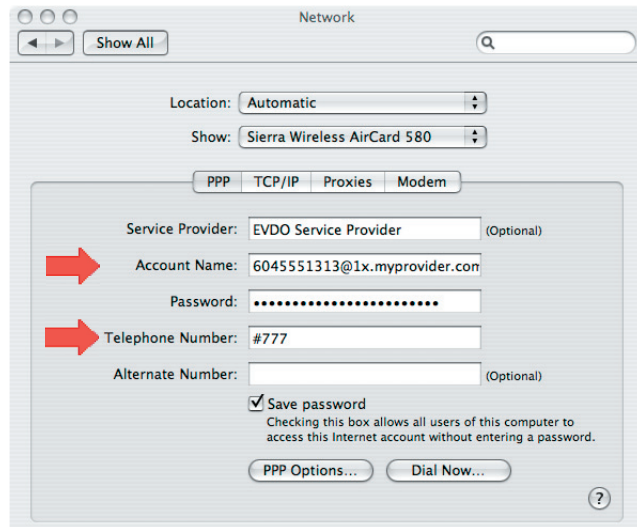 Network
Show All
Location: Automatic
Show: Sierra Wireless AirCard 580
PPP TCP/IP Proxies Modem
Service Provider: EVDO Service Provider (Optional)
Account Name: 6045551313@1x.myprovider.com
Password: ••••••••••••••••••••••••
Telephone Number: #777
Alternate Number: (Optional)
Save password
Checking this box allows all users of this computer to
access this Internet account without entering a password.
PPP Options... Dial Now...
?